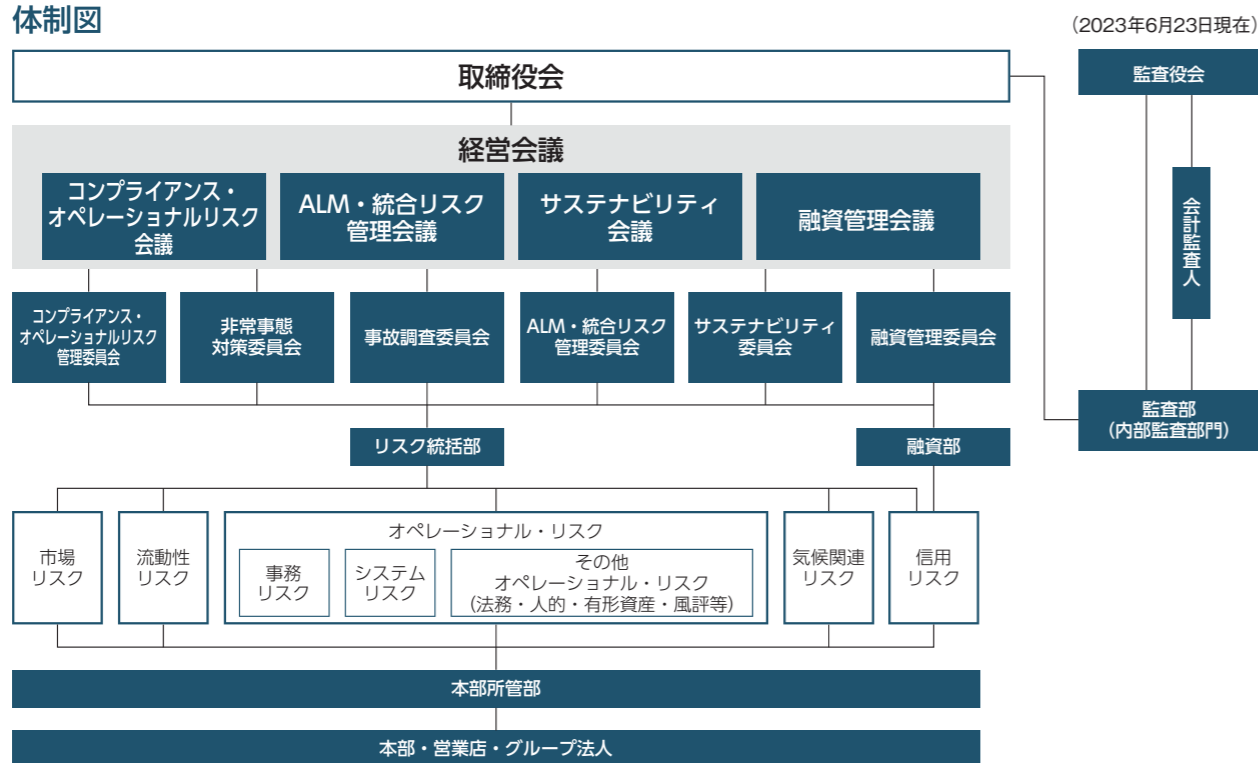 体制図
(2023年6月23日現在)
取締役会
監査役会
経営会議
コンプライアンス・
オペレーショナルリスク
会議
ALM・統合リスク
管理会議
サステナビリティ
会議
融資管理会議
会計監査人
コンプライアンス・
オペレーショナルリスク
管理委員会
非常事態
対策委員会
事故調査委員会
ALM・統合リスク
管理委員会
サステナビリティ
委員会
融資管理委員会
監査部
(内部監査部門)
リスク統括部
融資部
市場
リスク
流動性
リスク
オペレーショナル・リスク
事務
リスク
システム
リスク
その他
オペレーショナル・リスク
(法務・人的・有形資産・風評等)
気候関連
リスク
信用
リスク
本部所管部
本部・営業店・グループ法人